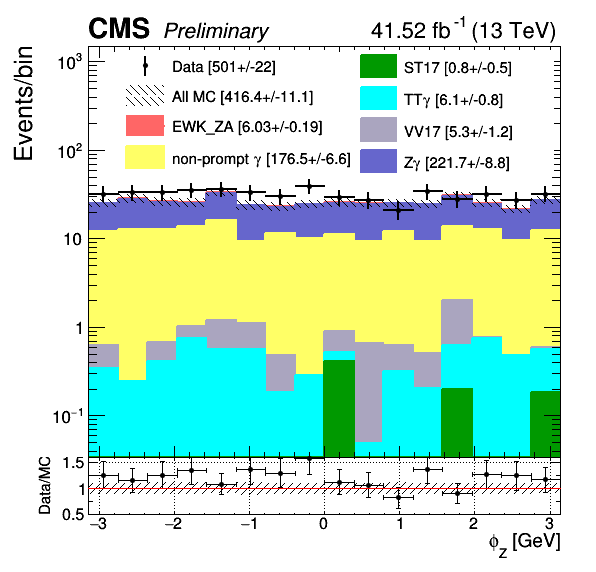 CMS Preliminary 41.52 fb⁻¹ (13 TeV)
Events/bin
Data [501+/-22]
All MC [416.4+/-11.1]
EWK_ZA [6.03+/-0.19]
non-prompt γ [176.5+/-6.6]
ST17 [0.8+/-0.5]
TTγ [6.1+/-0.8]
VV17 [5.3+/-1.2]
Zγ [221.7+/-8.8]
10³
10²
10
1
10⁻¹
Data/MC
1.5
1
0.5
−3 −2 −1 0 1 2 3
ϕ_Z [GeV]